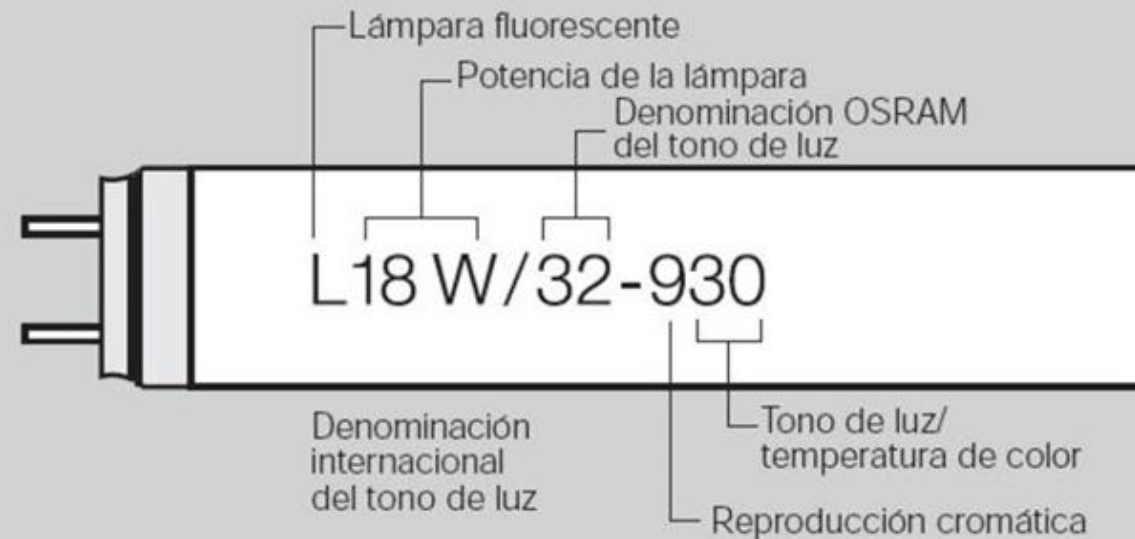 Lámpara fluorescente
Potencia de la lámpara
Denominación OSRAM
del tono de luz
L18 W/32-930
Denominación
internacional
del tono de luz
Tono de luz/
temperatura de color
Reproducción cromática